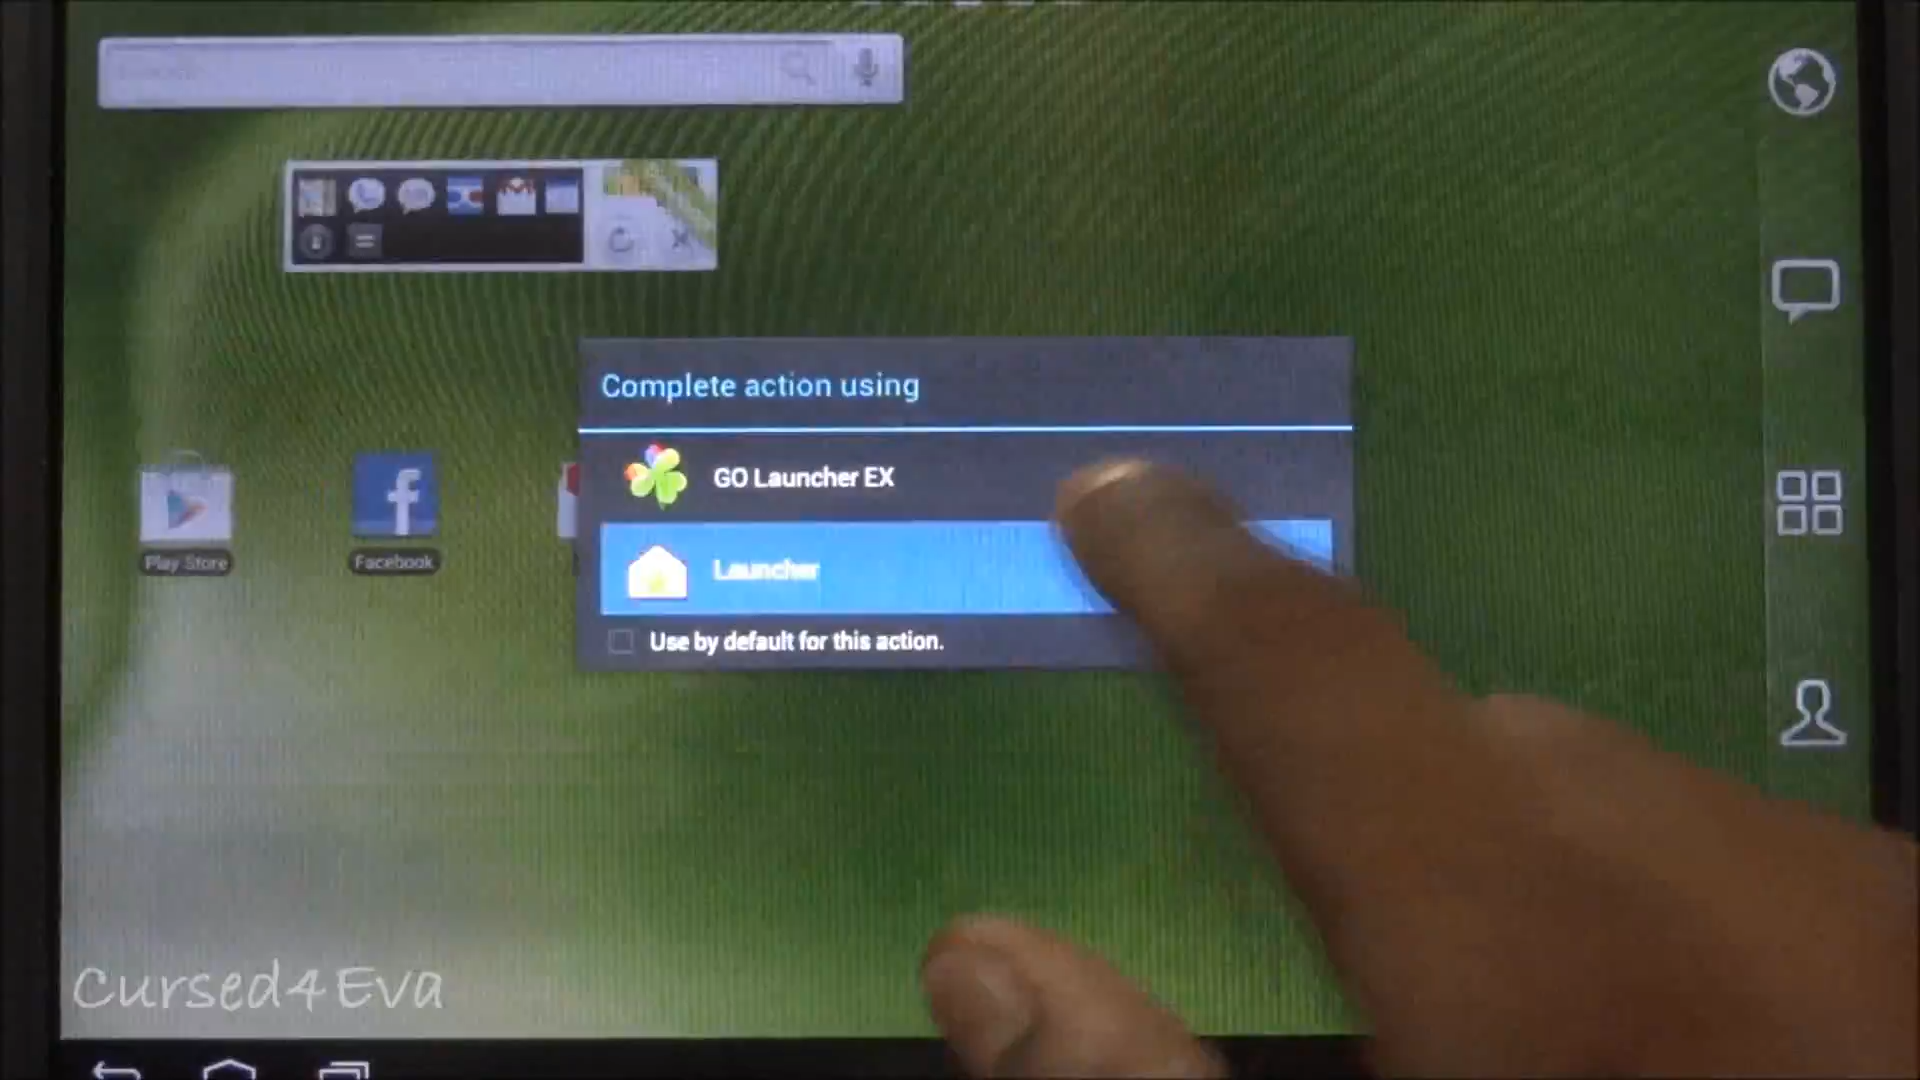 Complete action using
GO Launcher EX
Launcher
Use by default for this action.
Play Store
Facebook
Cursed4Eva